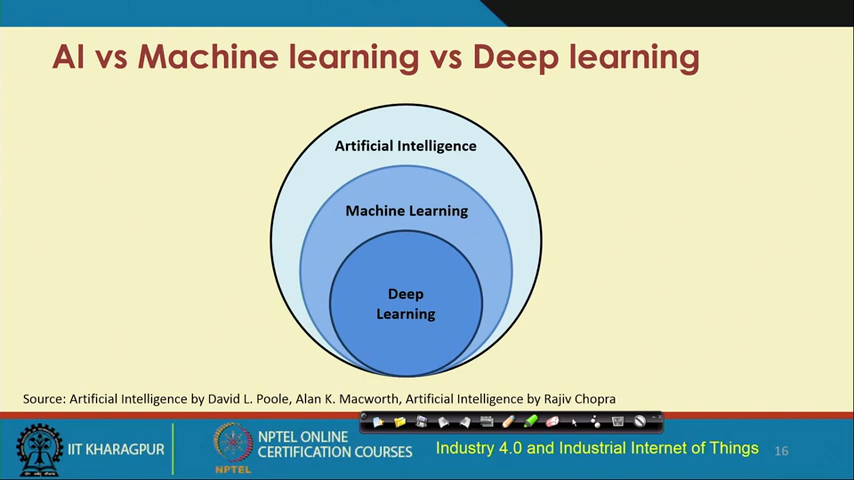 AI vs Machine learning vs Deep learning
Artificial Intelligence
Machine Learning
Deep
Learning
Source: Artificial Intelligence by David L. Poole, Alan K. Macworth, Artificial Intelligence by Rajiv Chopra
IIT KHARAGPUR
NPTEL
NPTEL ONLINE
CERTIFICATION COURSES
Industry 4.0 and Industrial Internet of Things
16